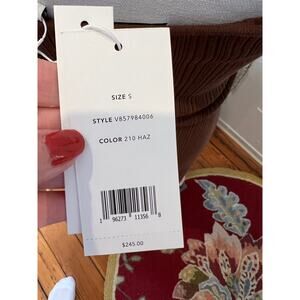 SIZE S
STYLE V857984006
COLOR 210 HAZ
1 96273 11356 8
$245.00